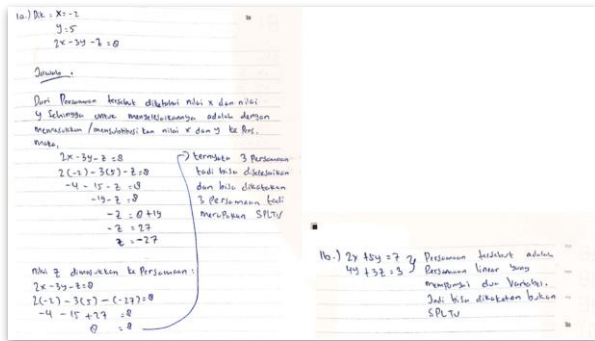 1a.) Dik : x = -2
y = 5
2x - 3y - z = 8
Jawab :
Dari Persamaan tersebut diketahui nilai x dan nilai
y Sehingga untuk menyelesaikannya adalah dengan
memasukkan / mensubtitusi kan nilai x dan y ke Pers.
maka,
2x - 3y - z = 8
2(-2) - 3(5) - z = 8
-4 - 15 - z = 8
-19 - z = 8
-z = 8 + 19
-z = 27
z = -27
nilai z dimasukkan ke Persamaan :
2x - 3y - z = 8
2(-2) - 3(5) - (-27) = 8
-4 - 15 + 27 = 8
8 = 8
ternyata 3 Persamaan
tadi bisa diselesaikan
dan bisa dikatakan
3 Persamaan tadi
merupakan SPLTV
1b.) 2x + 5y = 7
4y + 3z = 3
Persamaan tersebut adalah
Persamaan linear yang
mempunyai dua Variabel.
Jadi bisa dikatakan bukan
SPLTV